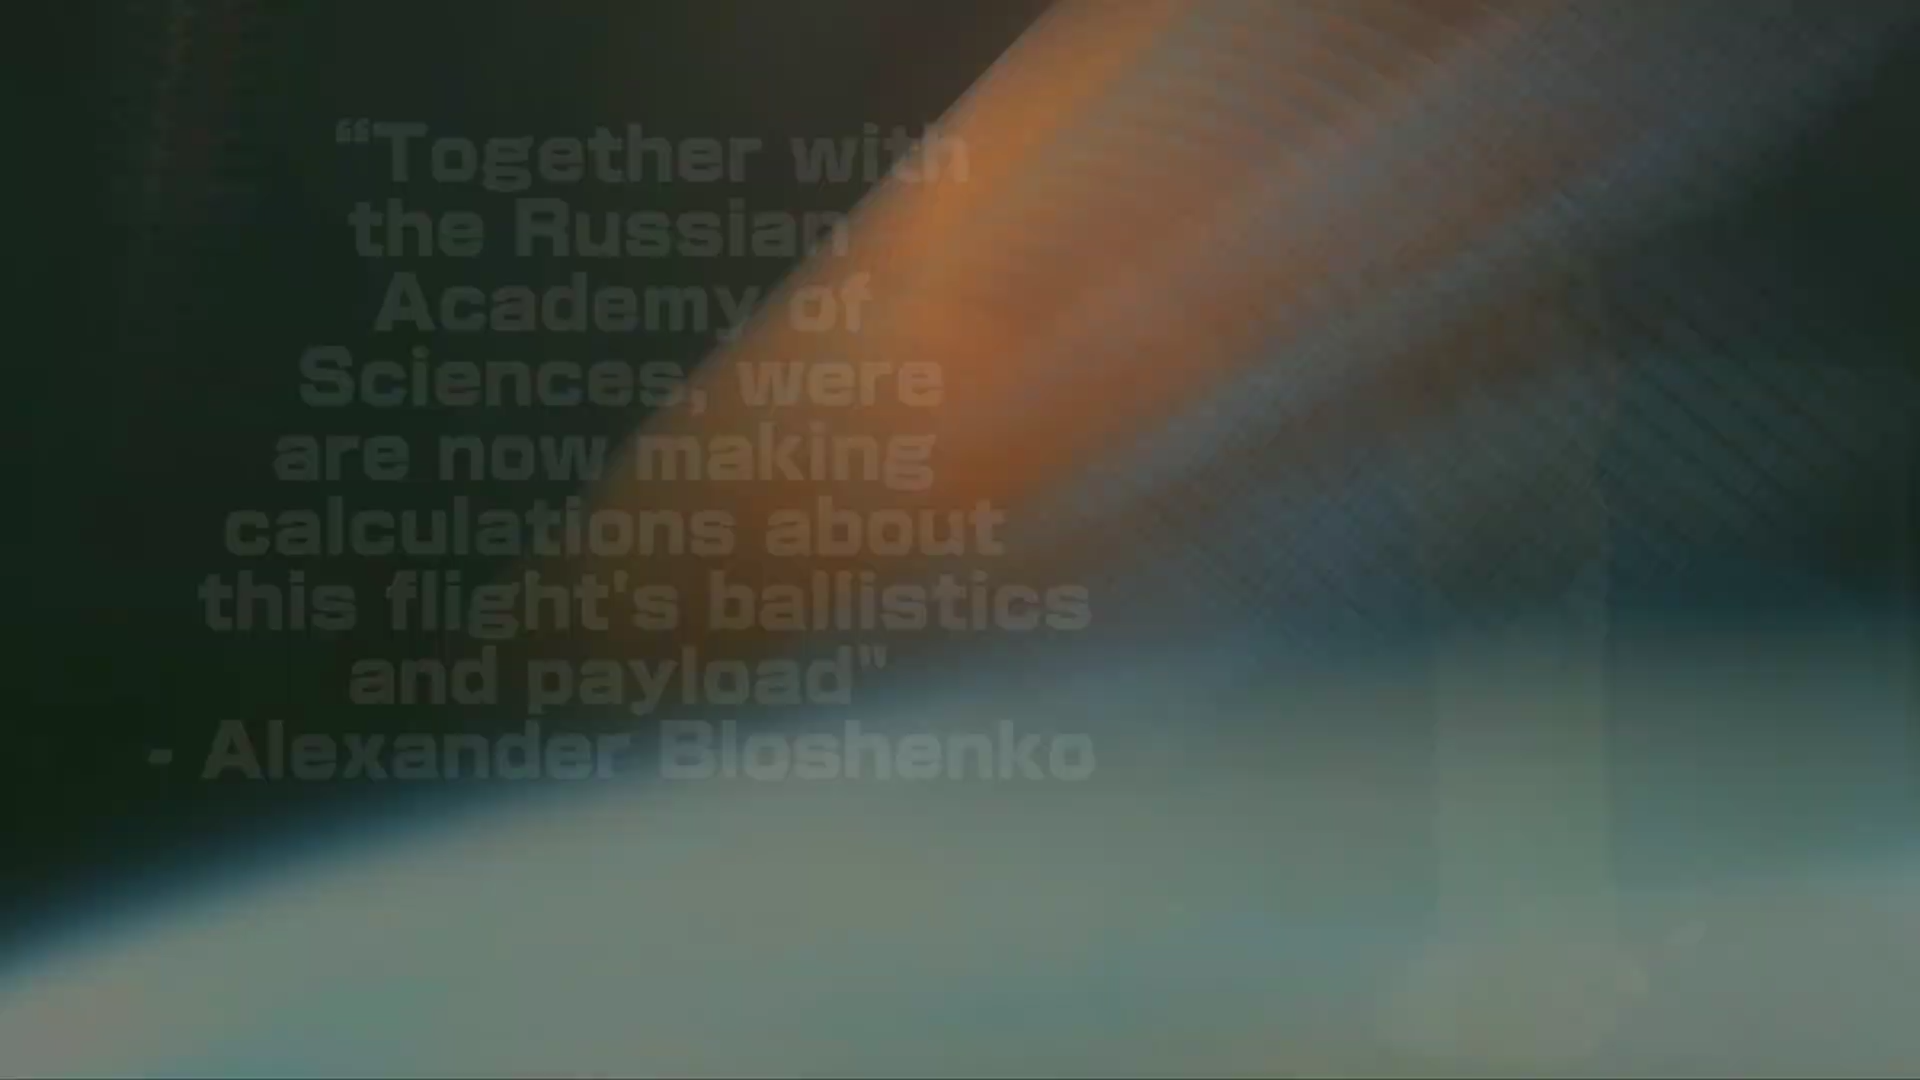 “Together with
the Russian
Academy of
Sciences, were
are now making
calculations about
this flight's ballistics
and payload"
- Alexander Bloshenko